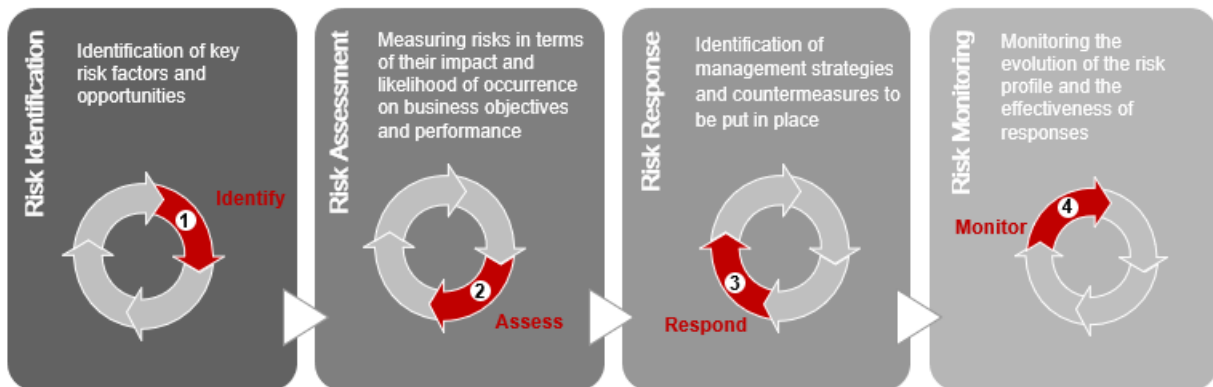 Risk Identification
Identification of key
risk factors and
opportunities
1
Identify
Risk Assessment
Measuring risks in terms
of their impact and
likelihood of occurrence
on business objectives
and performance
2
Assess
Risk Response
Identification of
management strategies
and countermeasures to
be put in place
3
Respond
Risk Monitoring
Monitoring the
evolution of the risk
profile and the
effectiveness of
responses
4
Monitor